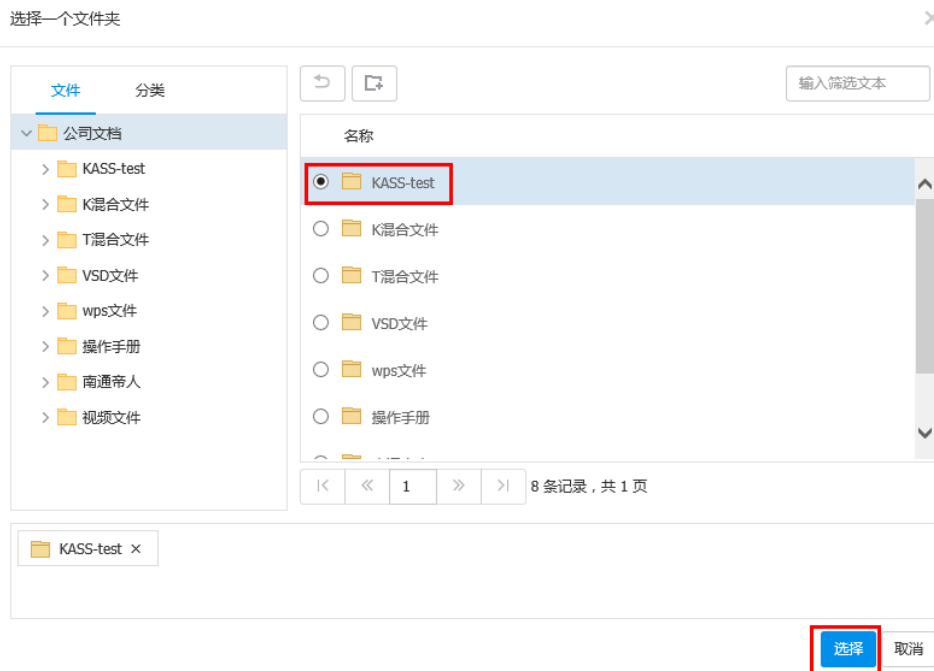 选择一个文件夹
文件 分类
公司文档
KASS-test
K混合文件
T混合文件
VSD文件
wps文件
操作手册
南通帝人
视频文件
输入筛选文本
名称
KASS-test
K混合文件
T混合文件
VSD文件
wps文件
操作手册
1
8 条记录，共 1 页
KASS-test ×
选择 取消